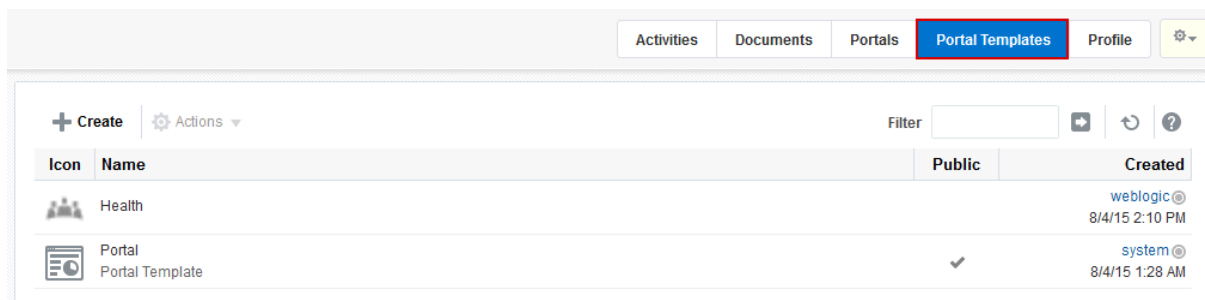 Activities Documents Portals Portal Templates Profile
Create Actions Filter
Icon Name Public Created
Health weblogic
8/4/15 2:10 PM
Portal system
Portal Template 8/4/15 1:28 AM